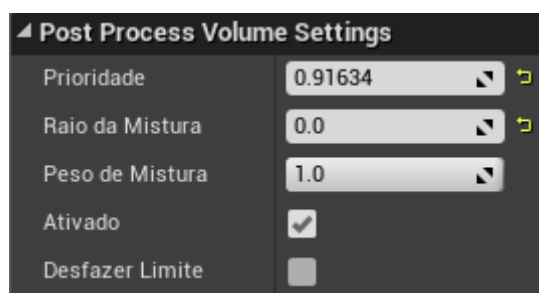 Post Process Volume Settings
Prioridade 0.91634
Raio da Mistura 0.0
Peso de Mistura 1.0
Ativado
Desfazer Limite